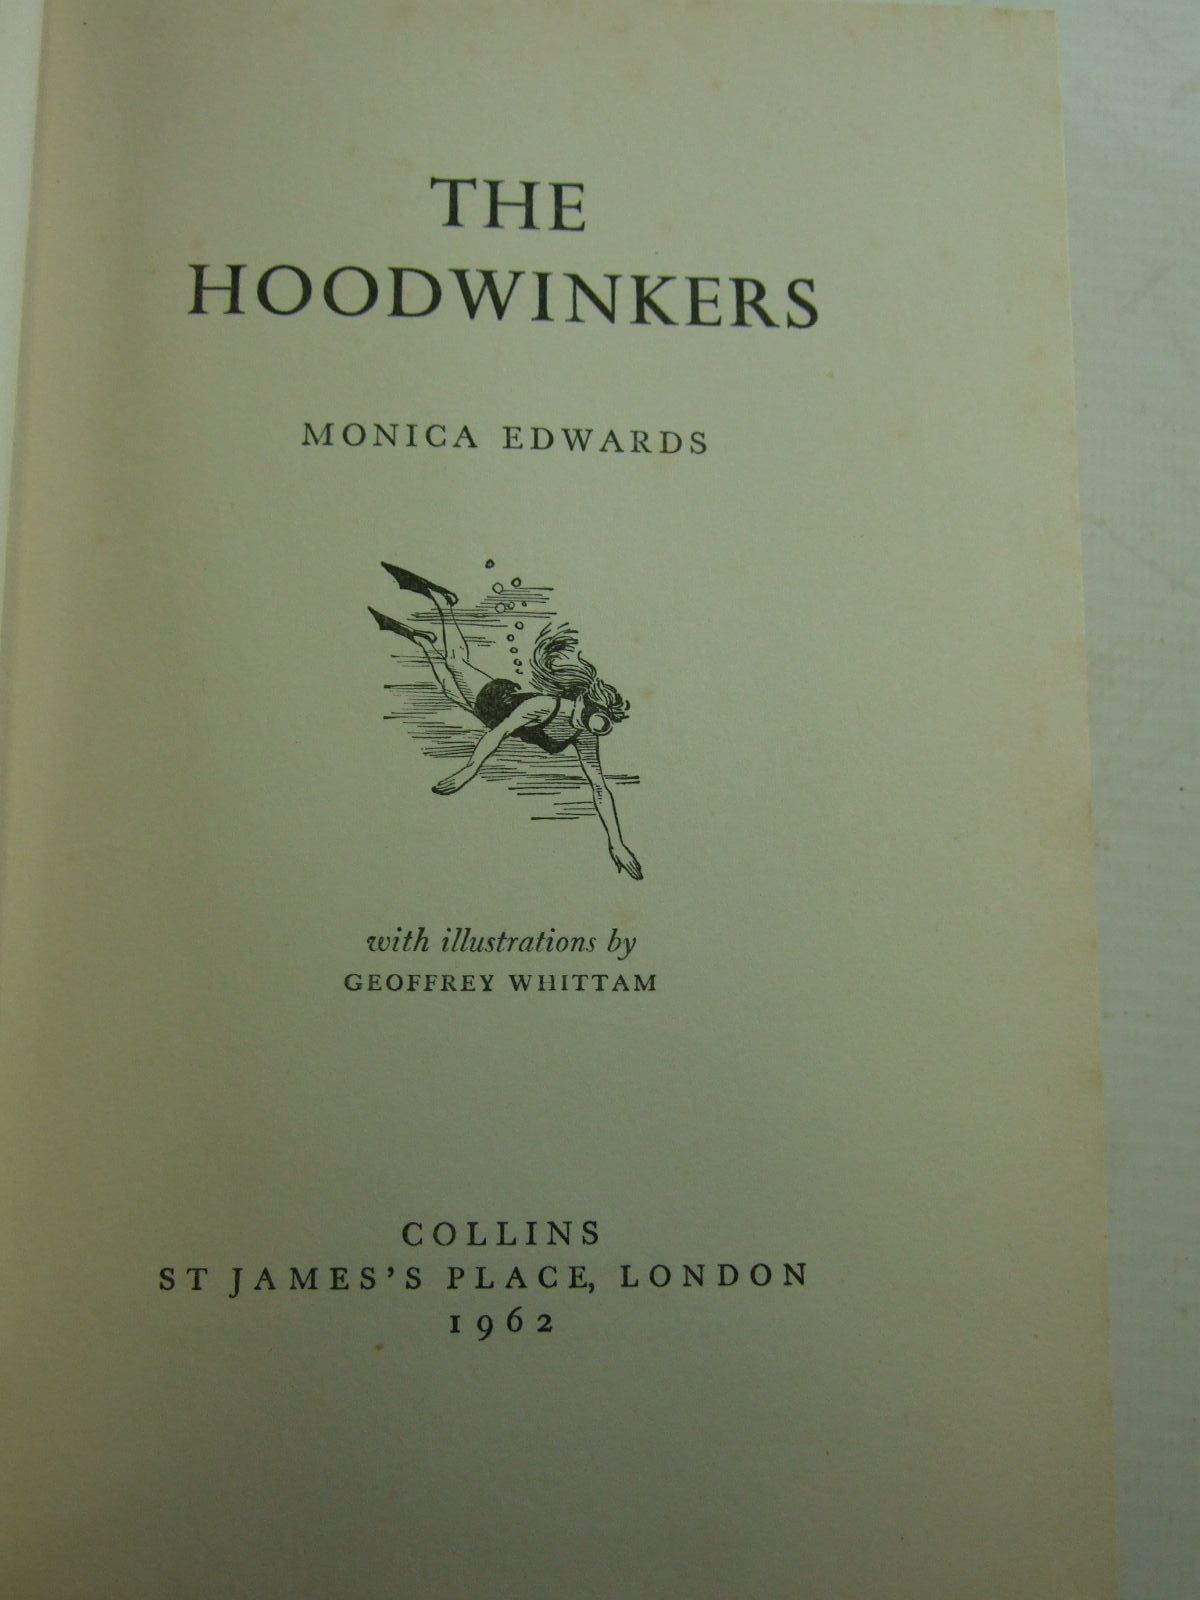 THE
HOODWINKERS
MONICA EDWARDS
with illustrations by
GEOFFREY WHITTAM
COLLINS
ST JAMES'S PLACE, LONDON
1962